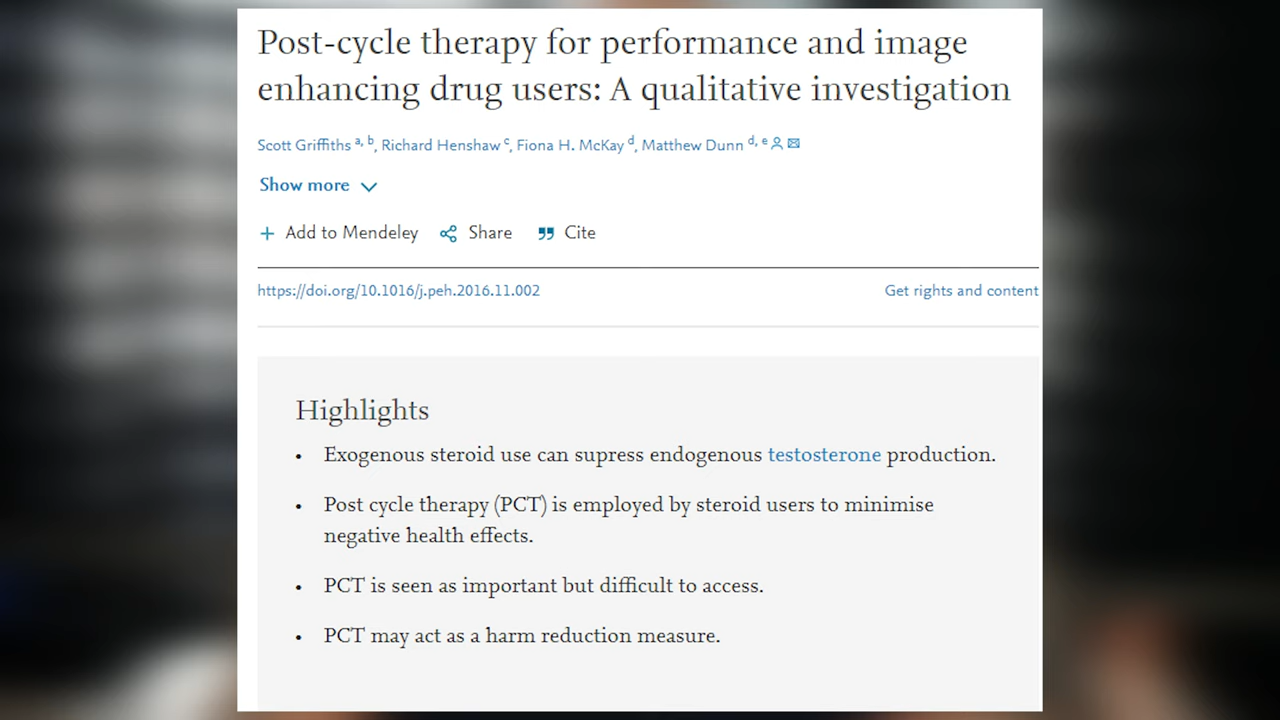 Post-cycle therapy for performance and image
enhancing drug users: A qualitative investigation
Scott Griffiths a, b, Richard Henshaw c, Fiona H. McKay d, Matthew Dunn d, e
Show more
+ Add to Mendeley Share Cite
https://doi.org/10.1016/j.peh.2016.11.002 Get rights and content
Highlights
• Exogenous steroid use can supress endogenous testosterone production.
• Post cycle therapy (PCT) is employed by steroid users to minimise
negative health effects.
• PCT is seen as important but difficult to access.
• PCT may act as a harm reduction measure.